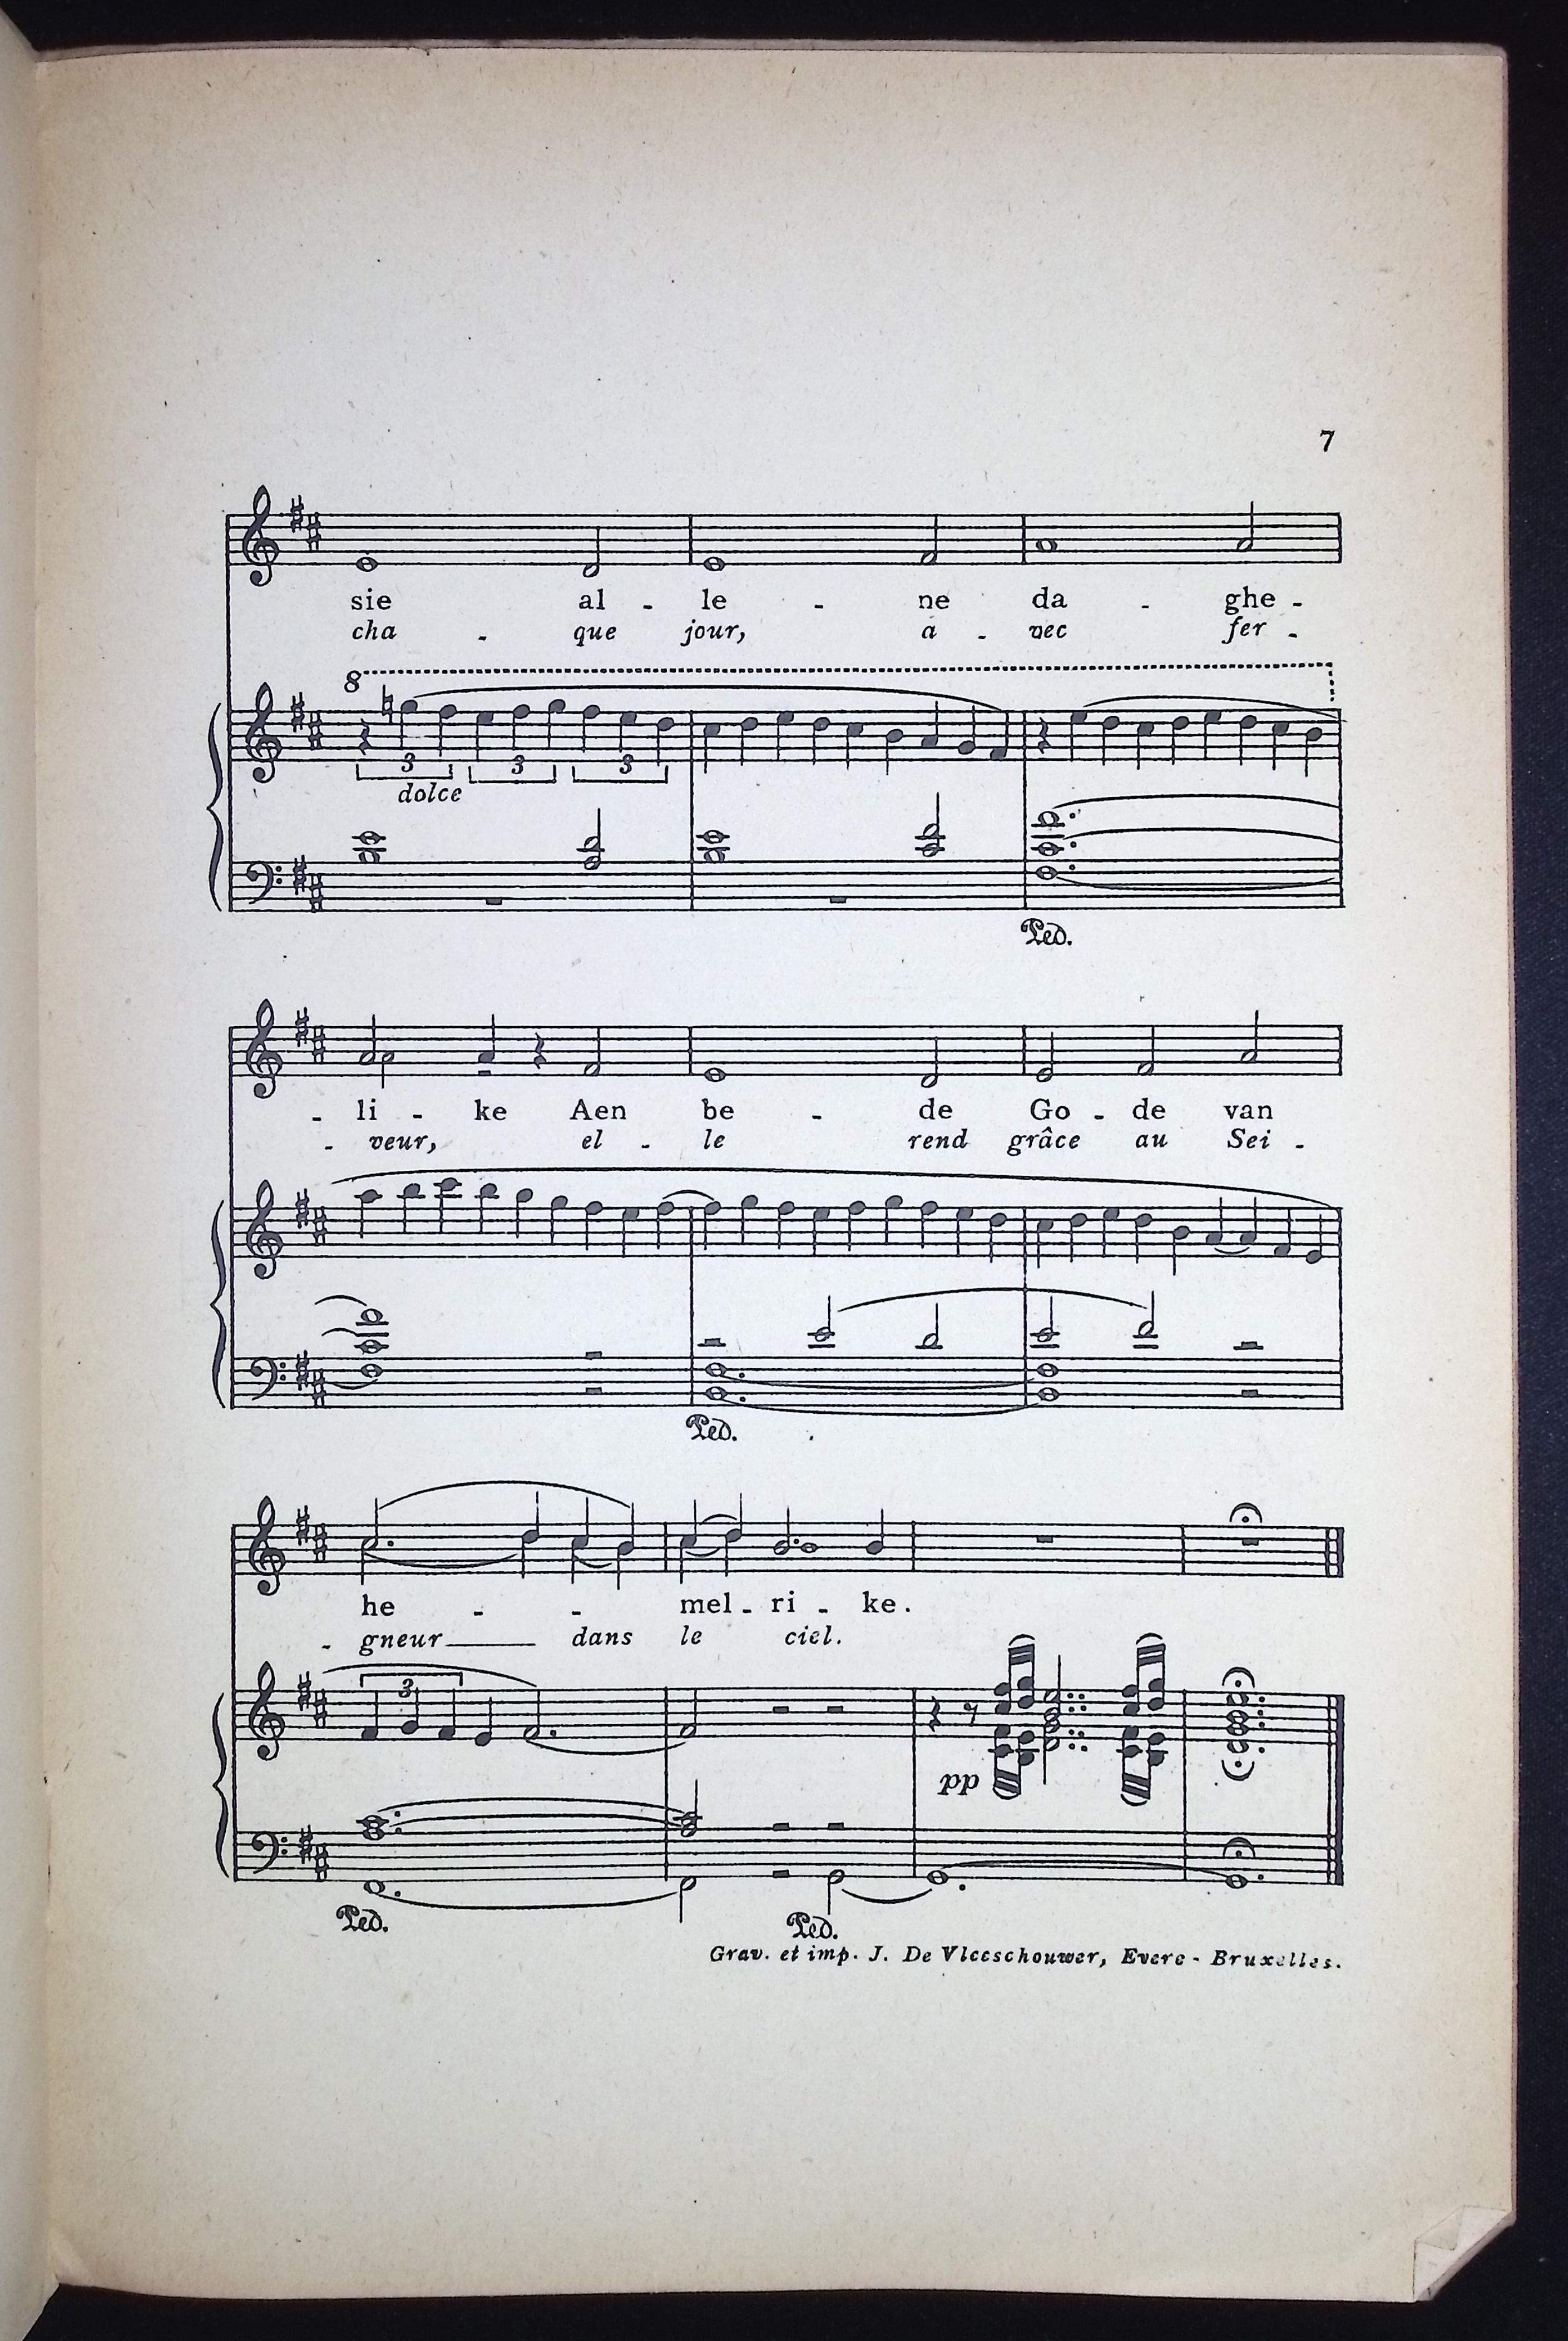 7
sie al - le - ne da - ghe -
cha - que jour, a - vec fer -
8
3 3 3
dolce
Ped.
- li - ke Aen be - de Go - de van
- veur, el - le rend grâce au Sei -
Ped.
he - - mel - ri - ke.
- gneur dans le ciel.
3
pp
Ped. Ped.
Grav. et imp. J. De Vleeschouwer, Evere - Bruxelles.